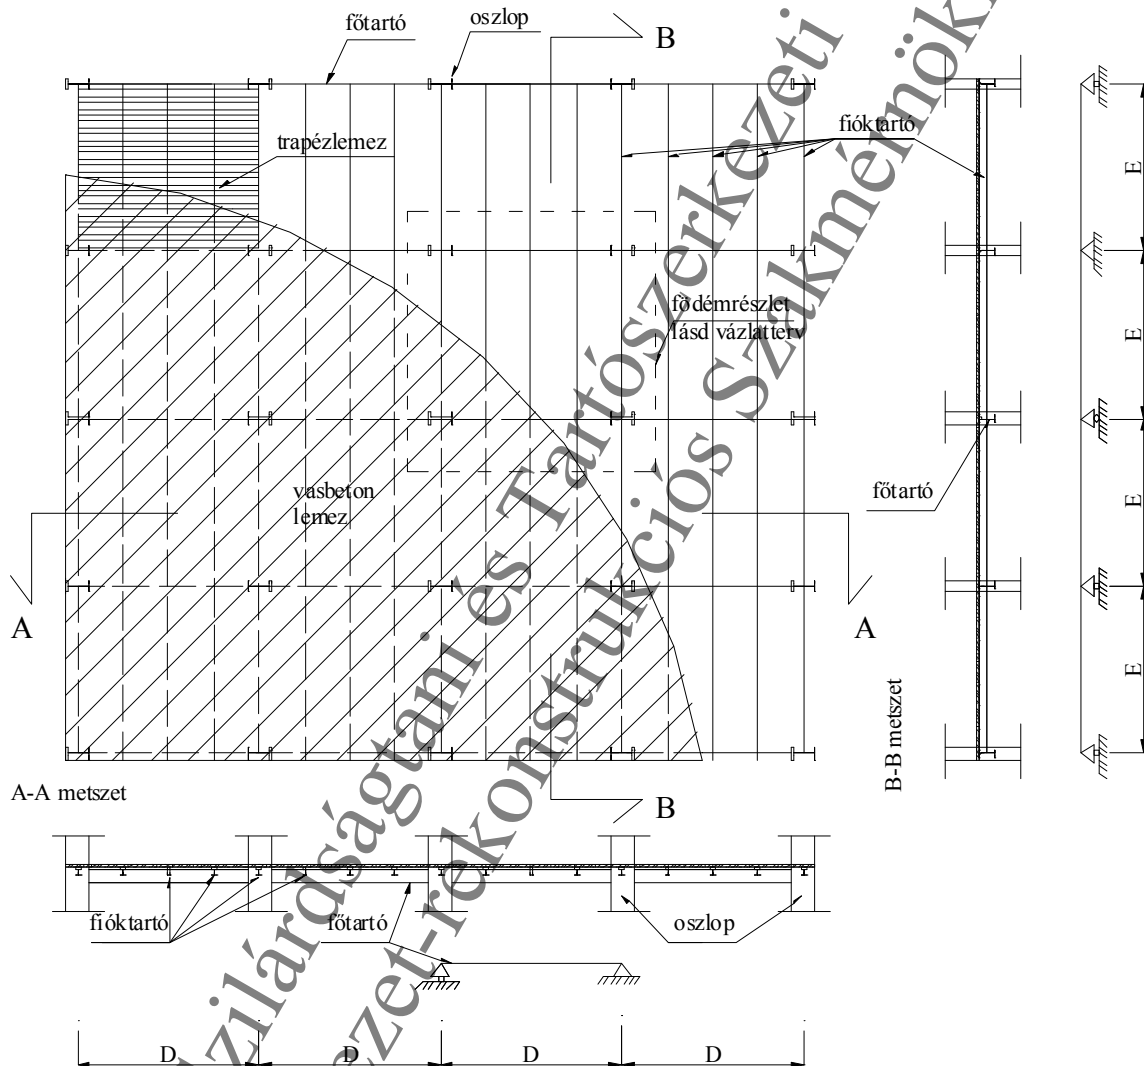 főtartó
oszlop
B
trapézlemez
fióktartó
E
E
födémrészlet
lásd vázlatterv
vasbeton
lemez
főtartó
E
A
A
E
B-B metszet
A-A metszet
B
fióktartó
főtartó
oszlop
D
D
D
D
Szilárdságtani és Tartószerkezeti
ezet-rekonstrukciós Szakmérnöki